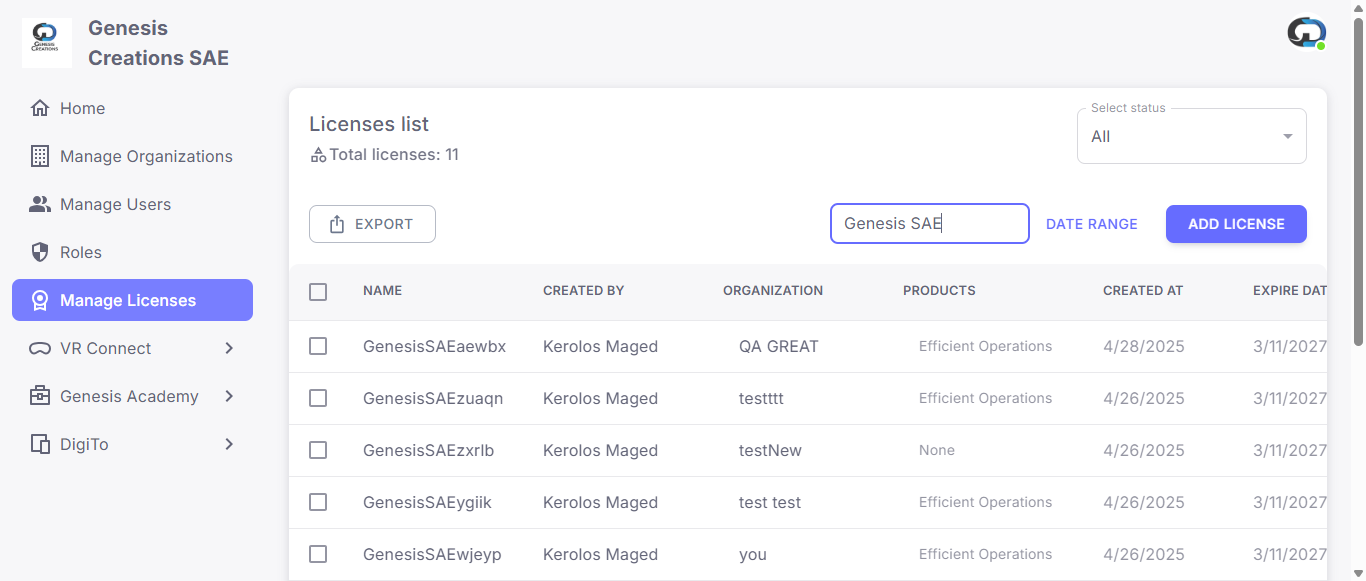 GENESIS
CREATIONS
Genesis
Creations SAE
Home
Manage Organizations
Manage Users
Roles
Manage Licenses
VR Connect
Genesis Academy
DigiTo
Licenses list
Total licenses: 11
Select status
All
EXPORT
Genesis SAE
DATE RANGE
ADD LICENSE
NAME CREATED BY ORGANIZATION PRODUCTS CREATED AT EXPIRE DAT
GenesisSAEaewbx Kerolos Maged QA GREAT Efficient Operations 4/28/2025 3/11/2027
GenesisSAEzuaqn Kerolos Maged testttt Efficient Operations 4/26/2025 3/11/2027
GenesisSAEzxrlb Kerolos Maged testNew None 4/26/2025 3/11/2027
GenesisSAEygiik Kerolos Maged test test Efficient Operations 4/26/2025 3/11/2027
GenesisSAEwjeyp Kerolos Maged you Efficient Operations 4/26/2025 3/11/2027